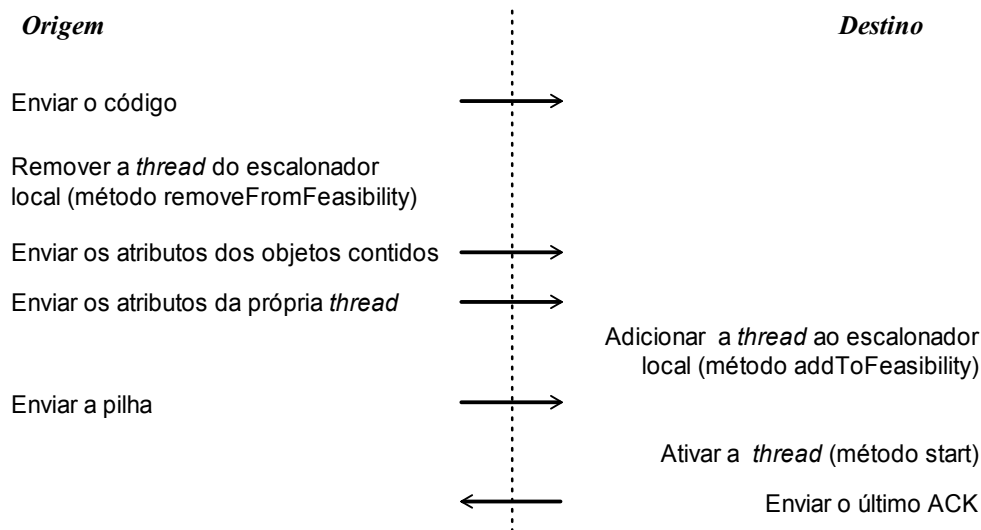 Origem
Destino
Enviar o código
Remover a thread do escalonador
local (método removeFromFeasibility)
Enviar os atributos dos objetos contidos
Enviar os atributos da própria thread
Adicionar a thread ao escalonador
local (método addToFeasibility)
Enviar a pilha
Ativar a thread (método start)
Enviar o último ACK